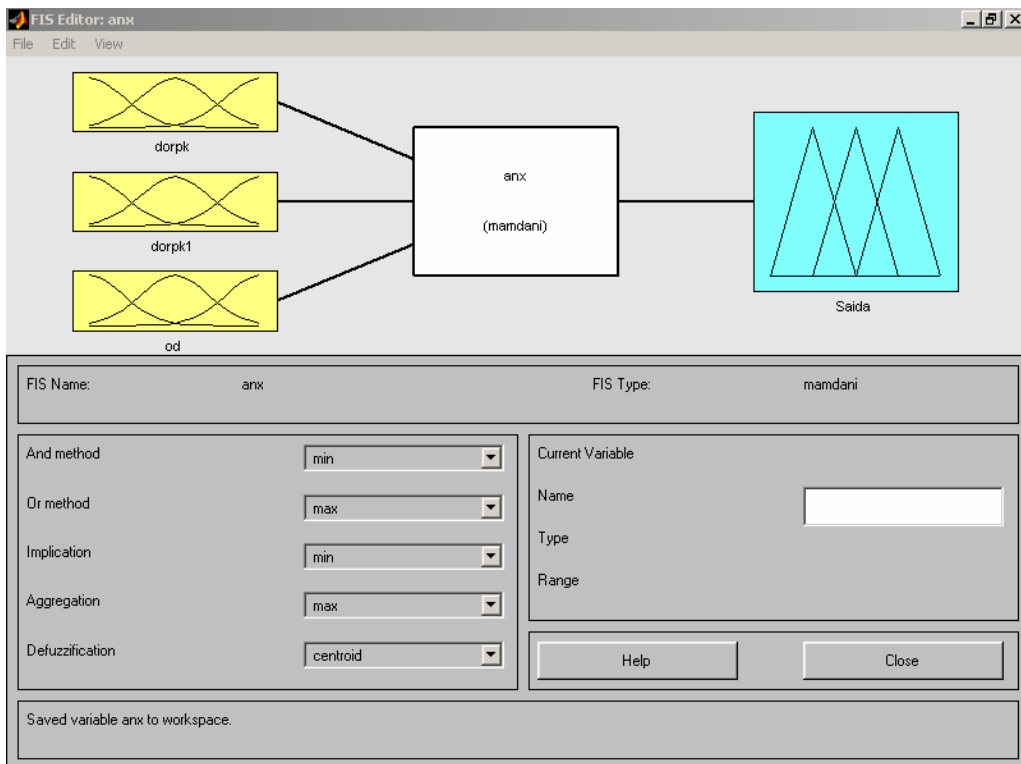 FIS Editor: anx
File Edit View
dorpk
dorpk1
od
anx
(mamdani)
Saida
FIS Name: anx FIS Type: mamdani
And method min
Or method max
Implication min
Aggregation max
Defuzzification centroid
Current Variable
Name
Type
Range
Help Close
Saved variable anx to workspace.